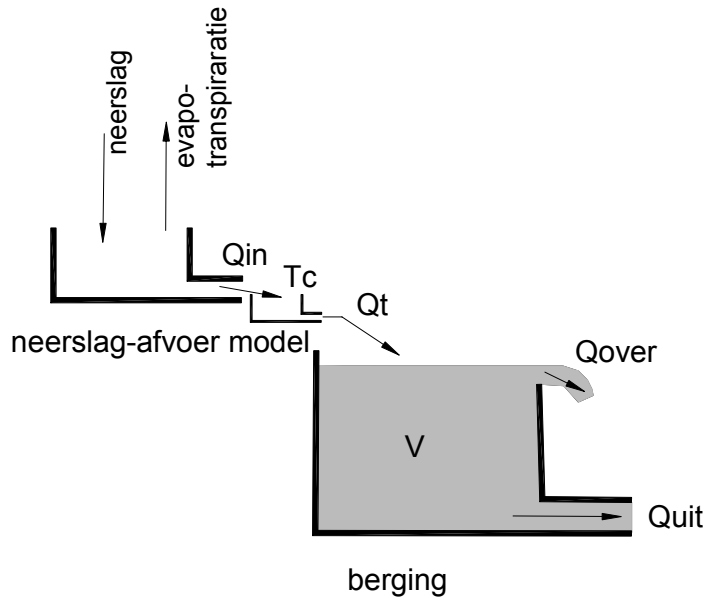 neerslag
evapo-
transpiraratie
Qin
Tc
Qt
neerslag-afvoer model
Qover
V
Quit
berging